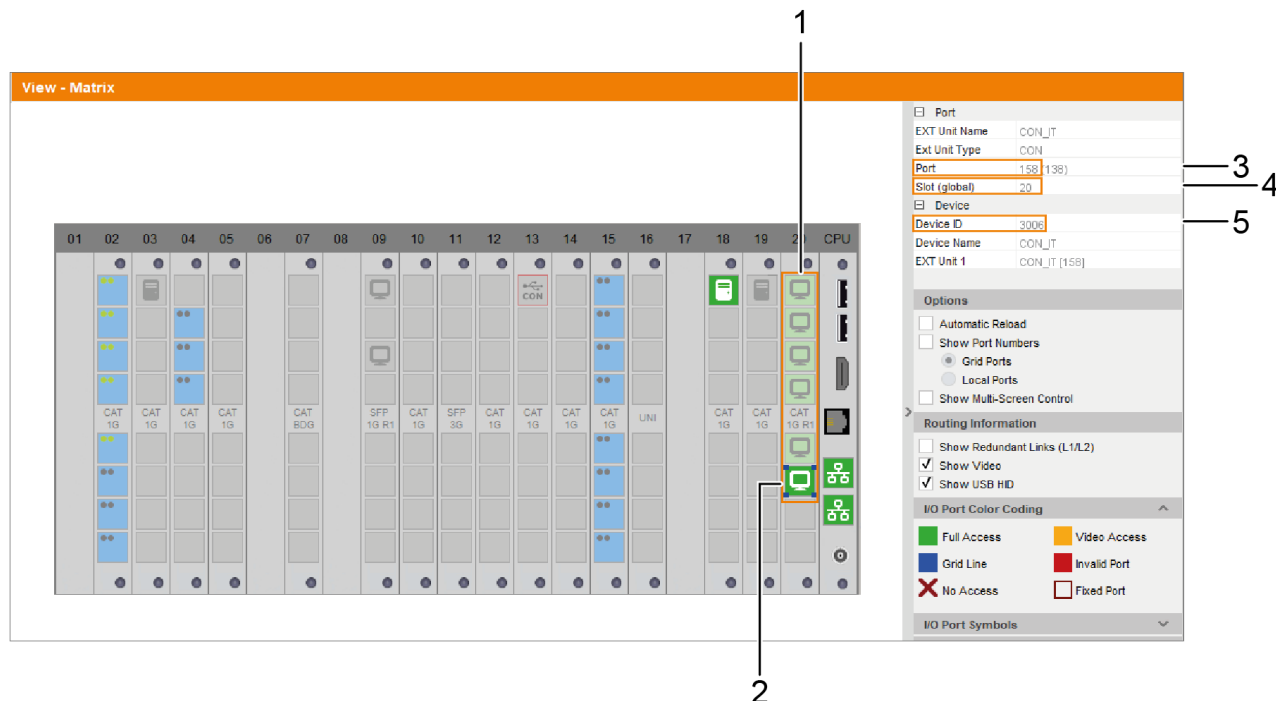 1
View - Matrix
Port
EXT Unit Name CON_IT
Ext Unit Type CON
Port 158 (138)
3
Slot (global) 20
4
Device
Device ID 3006
5
Device Name CON_IT
EXT Unit 1 CON_IT [158]
01 02 03 04 05 06 07 08 09 10 11 12 13 14 15 16 17 18 19 20 CPU
CON
CAT 1G
CAT 1G
CAT 1G
CAT 1G
CAT BDG
SFP 1G R1
CAT 1G
SFP 3G
CAT 1G
CAT 1G
CAT 1G
CAT 1G
UNI
CAT 1G
CAT 1G
CAT 1G R1
Options
Automatic Reload
Show Port Numbers
Grid Ports
Local Ports
Show Multi-Screen Control
Routing Information
Show Redundant Links (L1/L2)
Show Video
Show USB HID
I/O Port Color Coding
Full Access Video Access
Grid Line Invalid Port
No Access Fixed Port
I/O Port Symbols
2